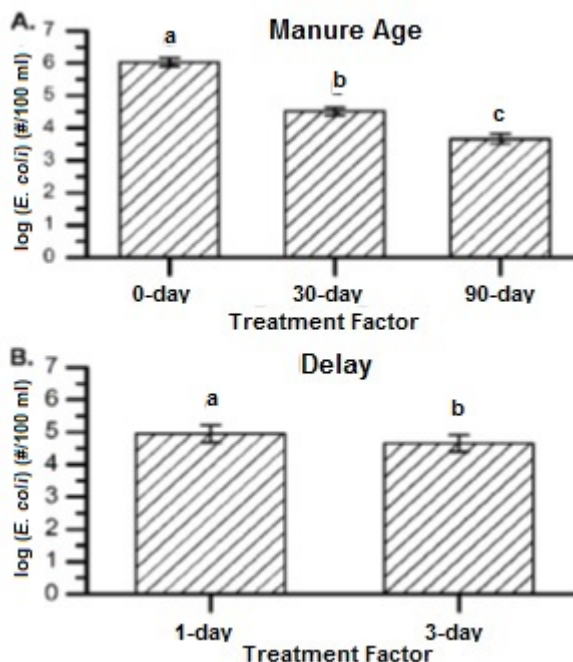 A.
Manure Age
log (E. coli) (#/100 ml)
7
6
5
4
3
2
1
0
a
b
c
0-day 30-day 90-day
Treatment Factor
B.
Delay
log (E. coli) (#/100 ml)
7
6
5
4
3
2
1
0
a
b
1-day 3-day
Treatment Factor